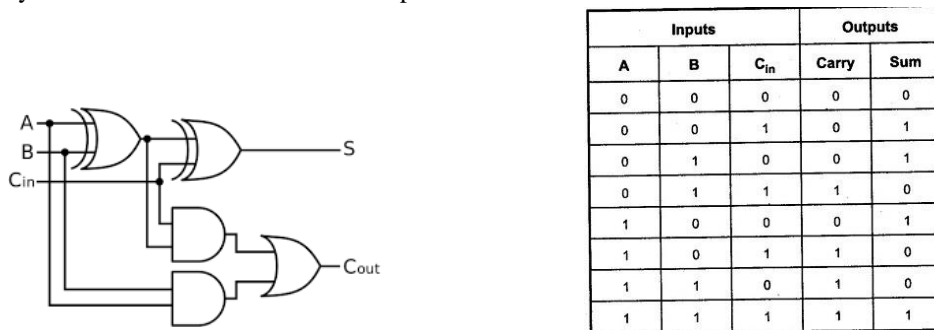 A
B
Cin
S
Cout
Inputs Outputs
A B Cin Carry Sum
0 0 0 0 0
0 0 1 0 1
0 1 0 0 1
0 1 1 1 0
1 0 0 0 1
1 0 1 1 0
1 1 0 1 0
1 1 1 1 1